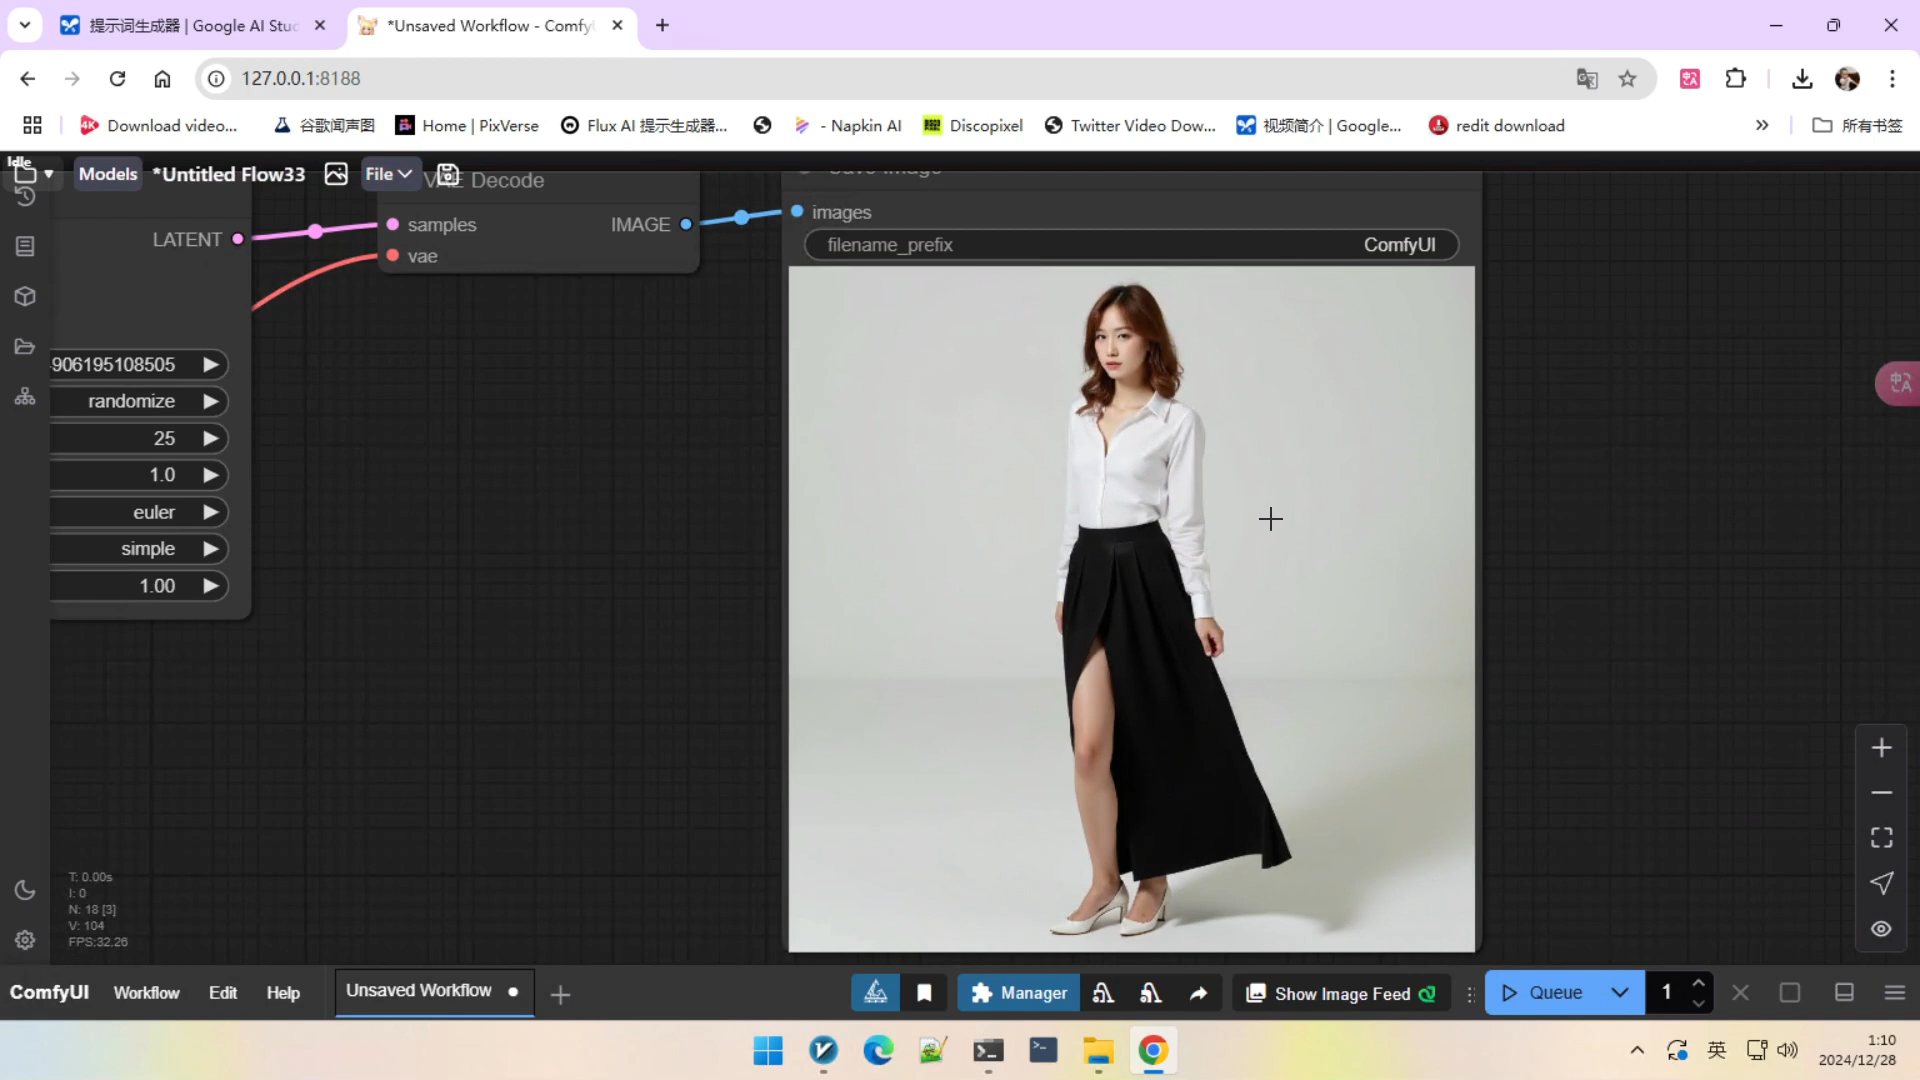 提示词生成器 | Google AI Stu
*Unsaved Workflow - Comfy
127.0.0.1:8188
Download video...
谷歌闻声图
Home | PixVerse
Flux AI 提示生成器...
- Napkin AI
Discopixel
Twitter Video Dow...
视频简介 | Google...
redit download
所有书签
Idle
Models
*Untitled Flow33
File
VAE Decode
Save Image
LATENT
samples
IMAGE
vae
images
filename_prefix
ComfyUI
906195108505
randomize
25
1.0
euler
simple
1.00
T: 0.00s
I: 0
N: 18 [3]
V: 104
FPS:32.26
ComfyUI
Workflow
Edit
Help
Unsaved Workflow
Manager
Show Image Feed
Queue
1
英
1:10
2024/12/28